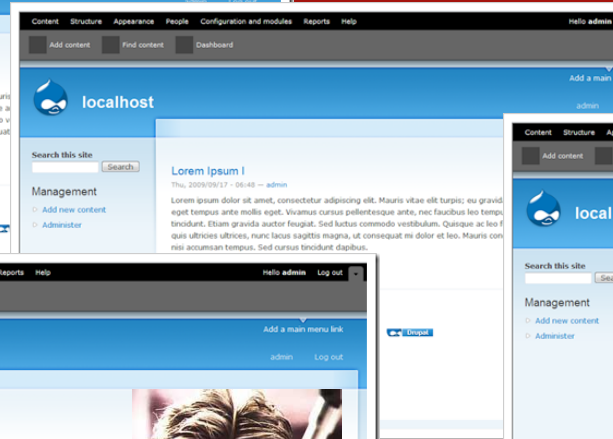 Content Structure Appearance People Configuration and modules Reports Help Hello admin
Add content Find content Dashboard
Add a main
localhost
admin
Search this site
Search
Management
Add new content
Administer
Lorem Ipsum I
Thu, 2009/09/17 - 06:48 — admin
Lorem ipsum dolor sit amet, consectetur adipiscing elit. Mauris vitae elit turpis; eu gravid
eget tempus ante mollis eget. Vivamus cursus pellentesque ante, nec faucibus leo tempu
tincidunt. Etiam gravida auctor feugiat. Sed luctus commodo vestibulum. Quisque ac leo f
quis ultricies ultrices, nunc lacus sagittis magna, ut consequat mi dolor et leo. Mauris con
nisi accumsan tempus. Sed cursus tincidunt dapibus.
Drupal
Content Structure A
Add content
local
Search this site
Sea
Management
Add new content
Administer
Reports Help Hello admin Log out
Add a main menu link
admin Log out